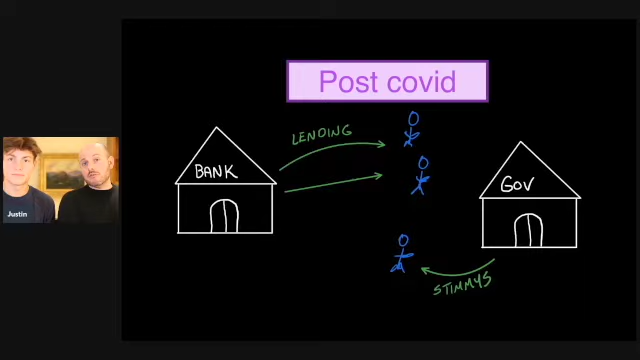 Post covid
LENDING
BANK
GOV
Justin
STIMMYS